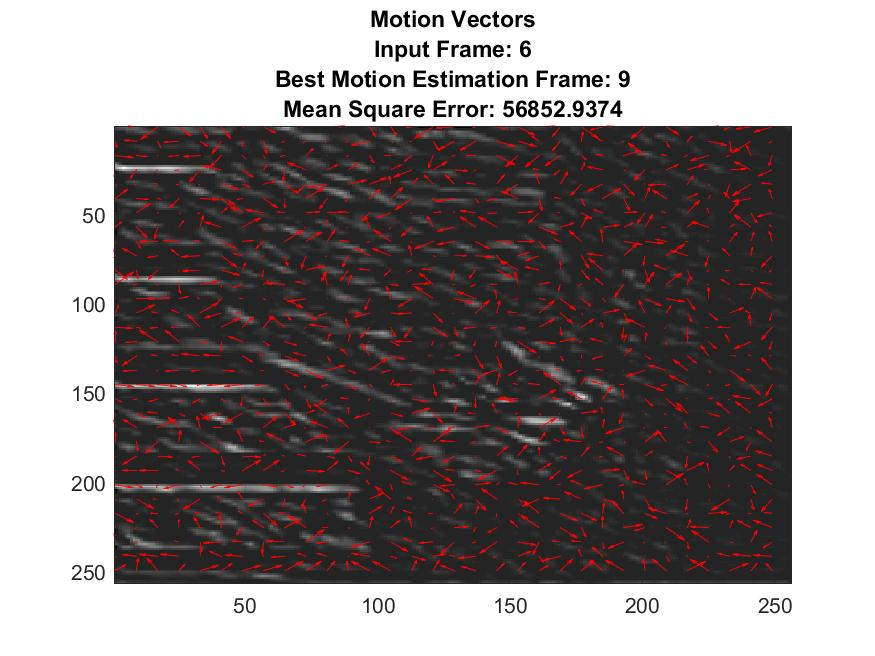 Motion Vectors
Input Frame: 6
Best Motion Estimation Frame: 9
Mean Square Error: 56852.9374
50
100
150
200
250
50
100
150
200
250